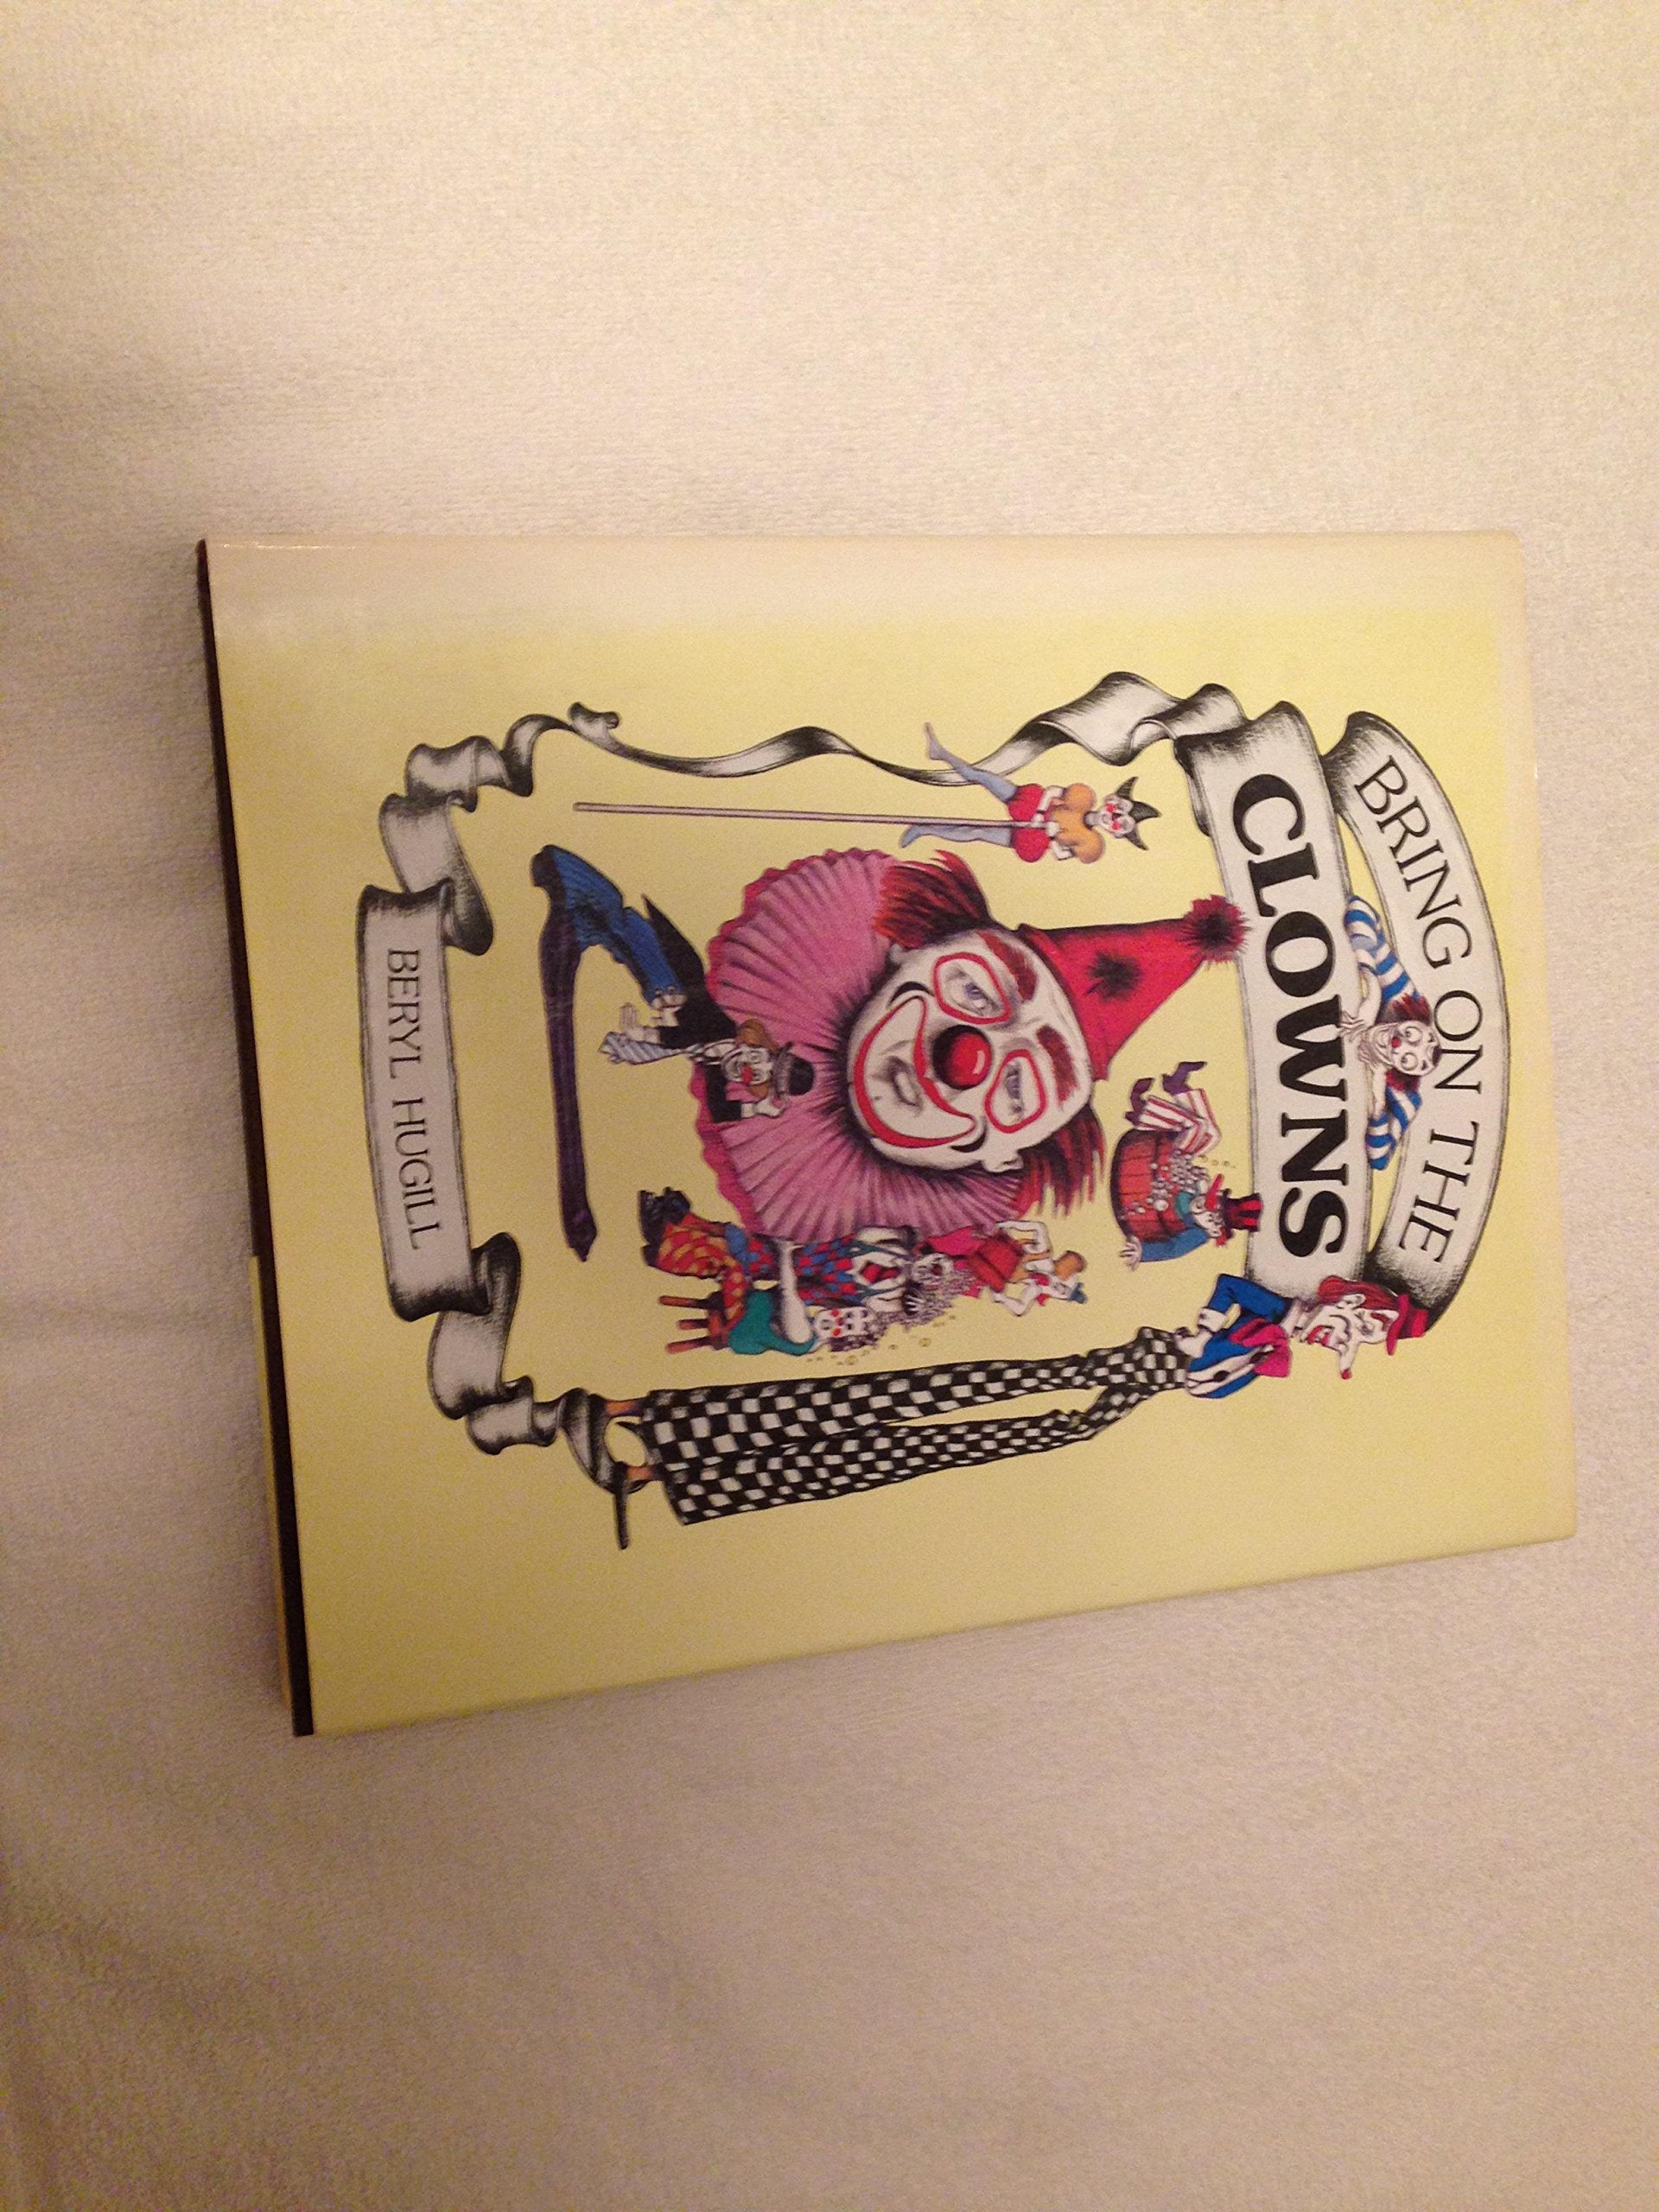 BRING ON THE
CLOWNS
BERYL HUGILL